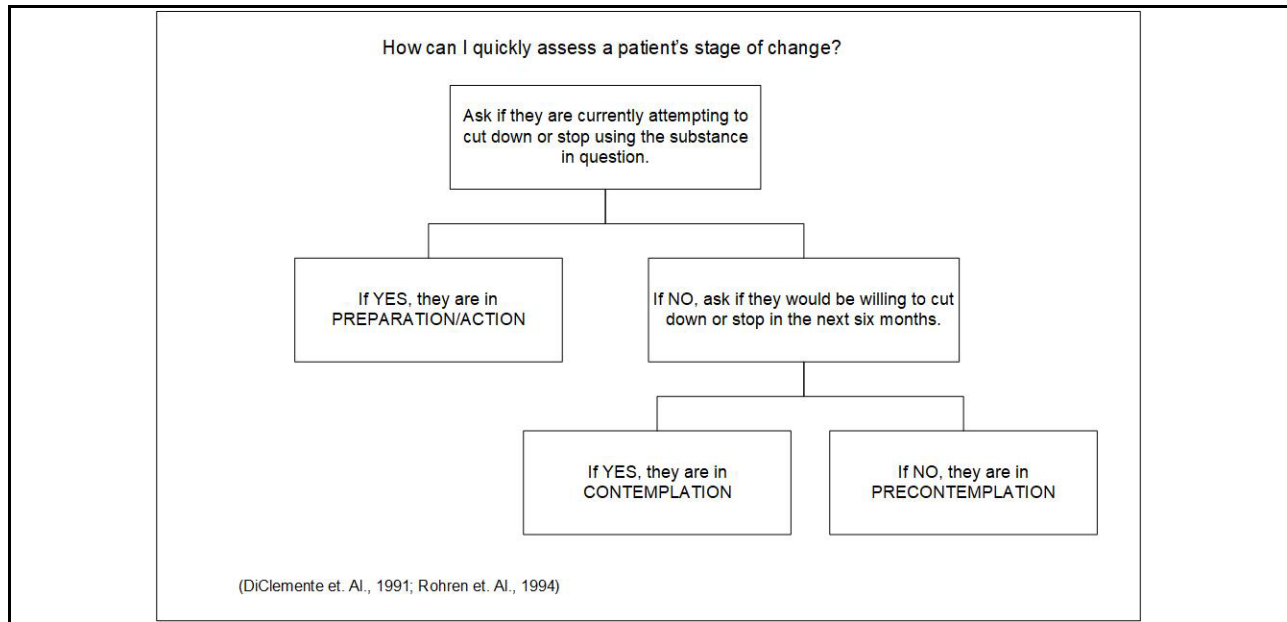 How can I quickly assess a patient's stage of change?
Ask if they are currently attempting to
cut down or stop using the substance
in question.
If YES, they are in
PREPARATION/ACTION
If NO, ask if they would be willing to cut
down or stop in the next six months.
If YES, they are in
CONTEMPLATION
If NO, they are in
PRECONTEMPLATION
(DiClemente et. Al., 1991; Rohren et. Al., 1994)